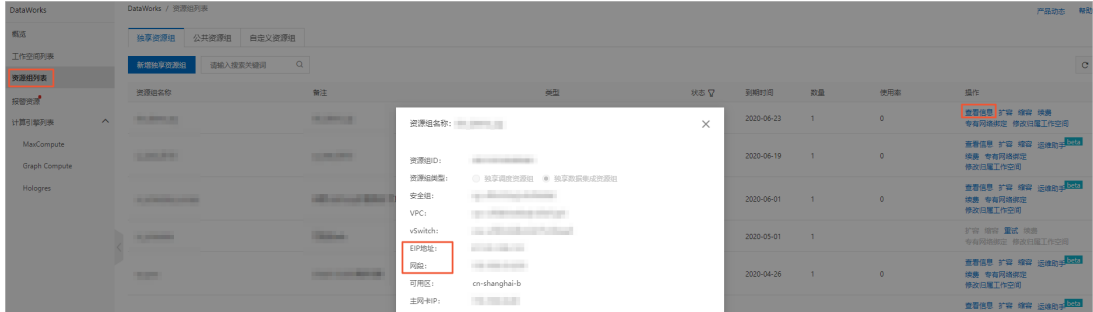 DataWorks
DataWorks / 资源组列表
产品动态 帮助
概览
独享资源组 公共资源组 自定义资源组
工作空间列表
新增独享资源组 请输入搜索关键词
资源组列表
资源组名称 备注 类型 状态 到期时间 数量 使用率 操作
报警资源
计算引擎列表
MaxCompute
Graph Compute
Hologres
资源组名称:
资源组ID:
资源组类型: 独享调度资源组 独享数据集成资源组
安全组:
VPC:
vSwitch:
EIP地址:
网段:
可用区: cn-shanghai-b
主网卡IP:
2020-06-23 1 0 查看信息 扩容 缩容 续费
专有网络绑定 修改归属工作空间
2020-06-19 1 0 查看信息 扩容 缩容 运维助手 beta
续费 专有网络绑定
修改归属工作空间
2020-06-01 1 0 查看信息 扩容 缩容 运维助手 beta
续费 专有网络绑定
修改归属工作空间
2020-05-01 1 扩容 缩容 重试 续费
专有网络绑定 修改归属工作空间
2020-04-26 1 0 查看信息 扩容 缩容 运维助手 beta
续费 专有网络绑定
修改归属工作空间
查看信息 扩容 缩容 运维助手 beta